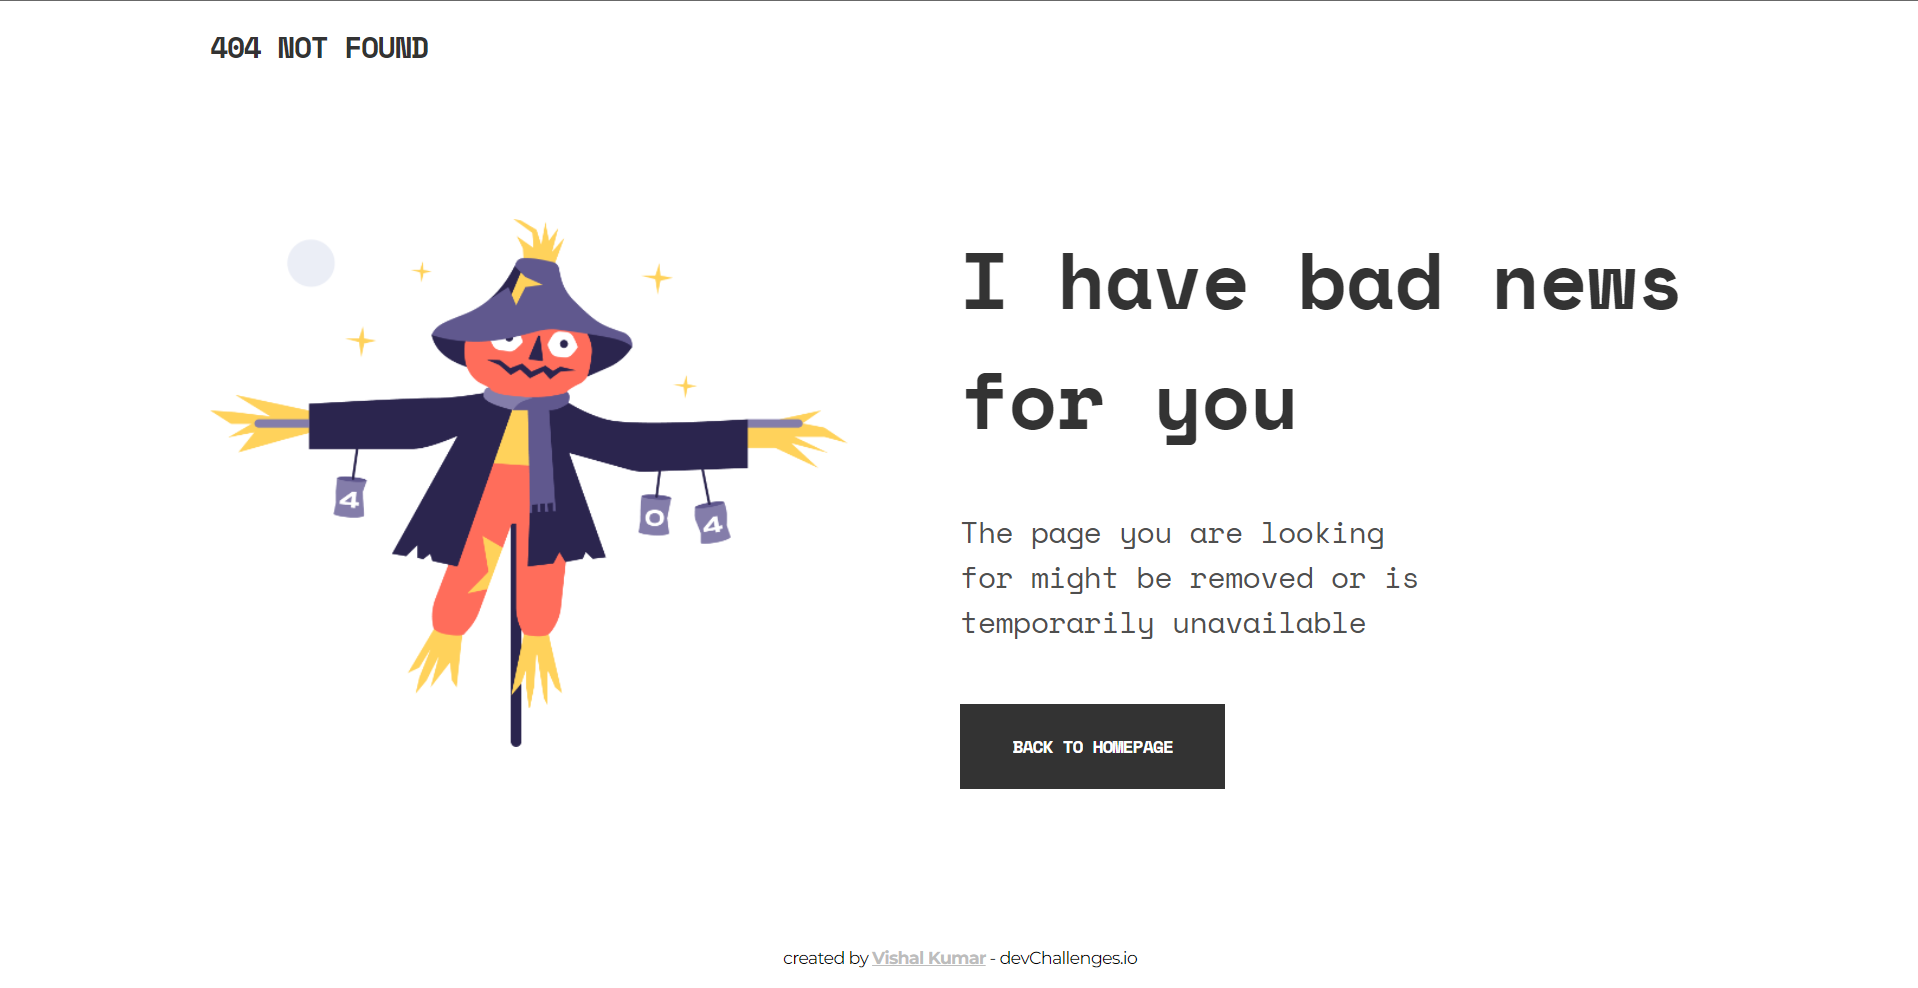 404 NOT FOUND
4
0
4
I have bad news
for you
The page you are looking
for might be removed or is
temporarily unavailable
BACK TO HOMEPAGE
created by Vishal Kumar - devChallenges.io